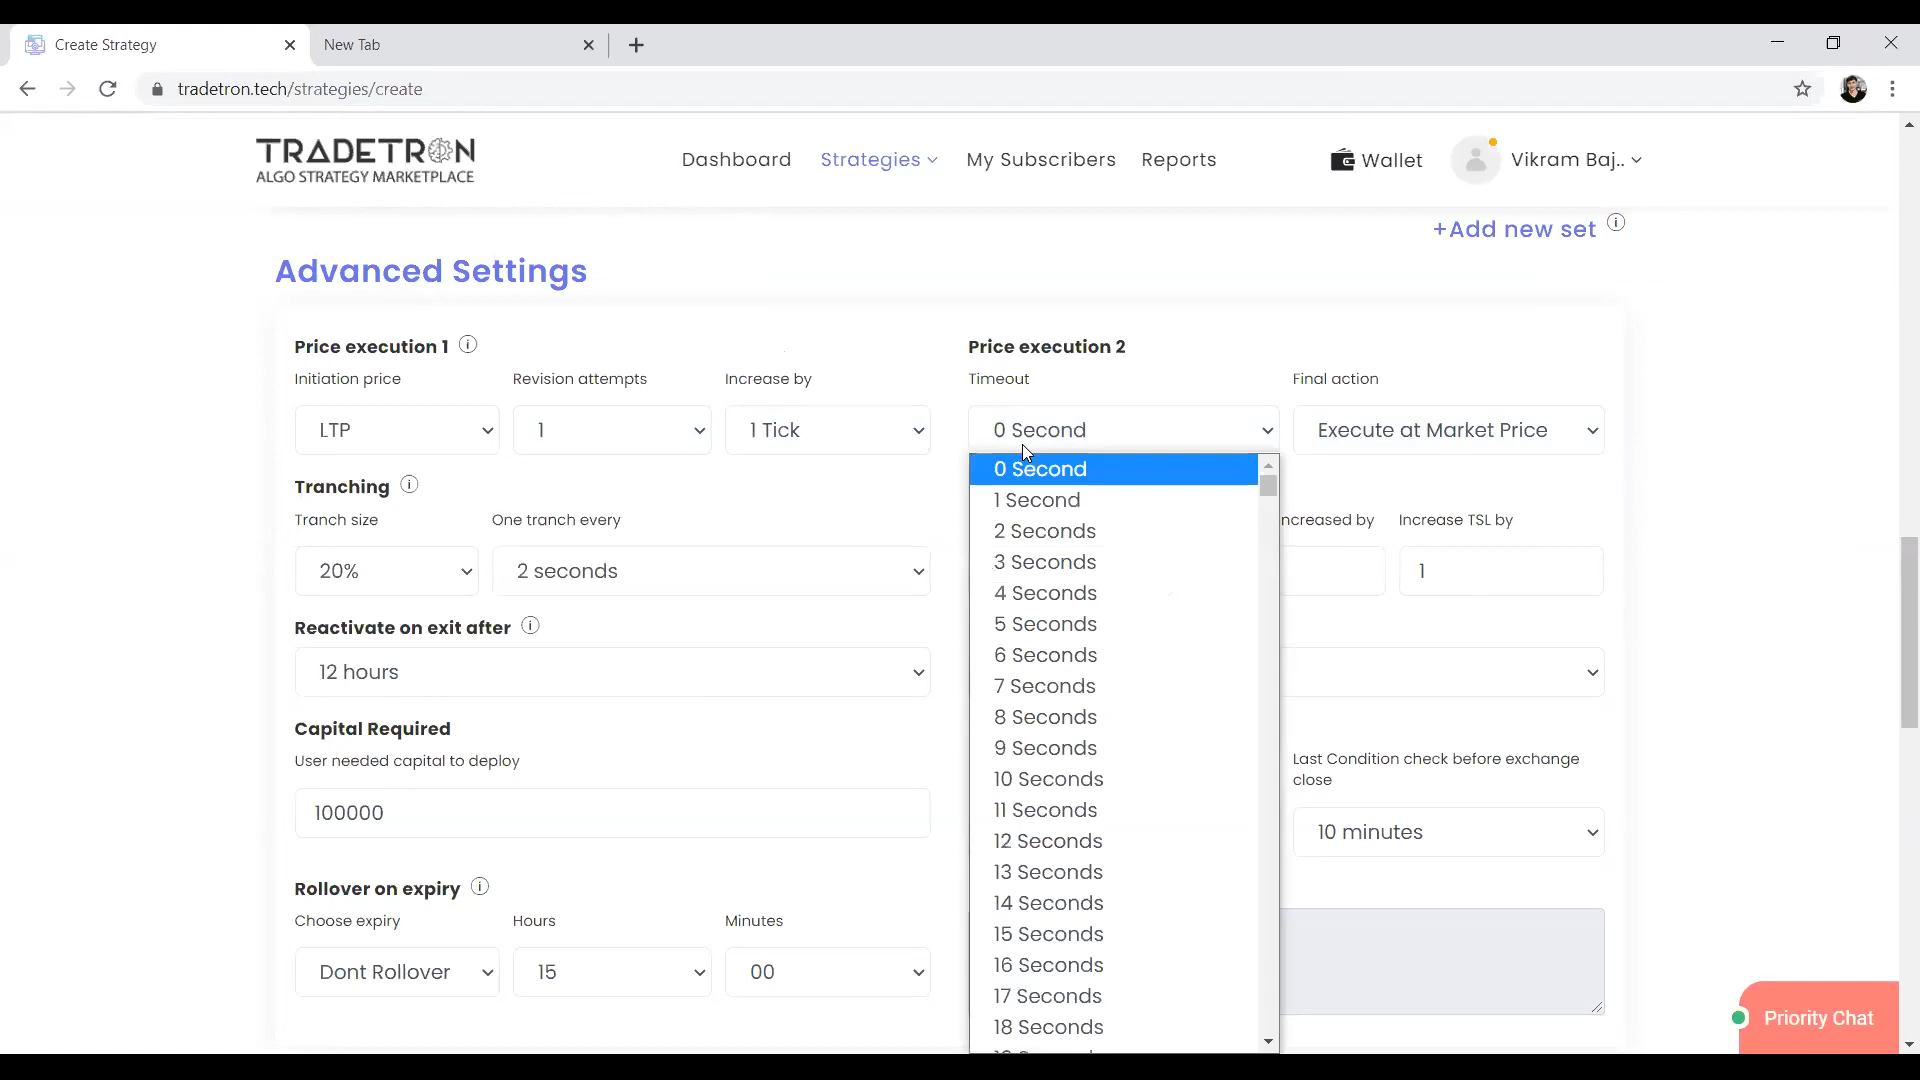 Create Strategy
New Tab
tradetron.tech/strategies/create
TRADETRON
ALGO STRATEGY MARKETPLACE
Dashboard
Strategies
My Subscribers
Reports
Wallet
Vikram Baj..
+Add new set
Advanced Settings
Price execution 1
Price execution 2
Initiation price
Revision attempts
Increase by
Timeout
Final action
LTP
1
1 Tick
0 Second
Execute at Market Price
0 Second
1 Second
2 Seconds
3 Seconds
4 Seconds
5 Seconds
6 Seconds
7 Seconds
8 Seconds
9 Seconds
10 Seconds
11 Seconds
12 Seconds
13 Seconds
14 Seconds
15 Seconds
16 Seconds
17 Seconds
18 Seconds
Tranching
Tranch size
One tranch every
ncreased by
Increase TSL by
20%
2 seconds
1
Reactivate on exit after
12 hours
Capital Required
User needed capital to deploy
100000
Last Condition check before exchange
close
10 minutes
Rollover on expiry
Choose expiry
Hours
Minutes
Dont Rollover
15
00
Priority Chat